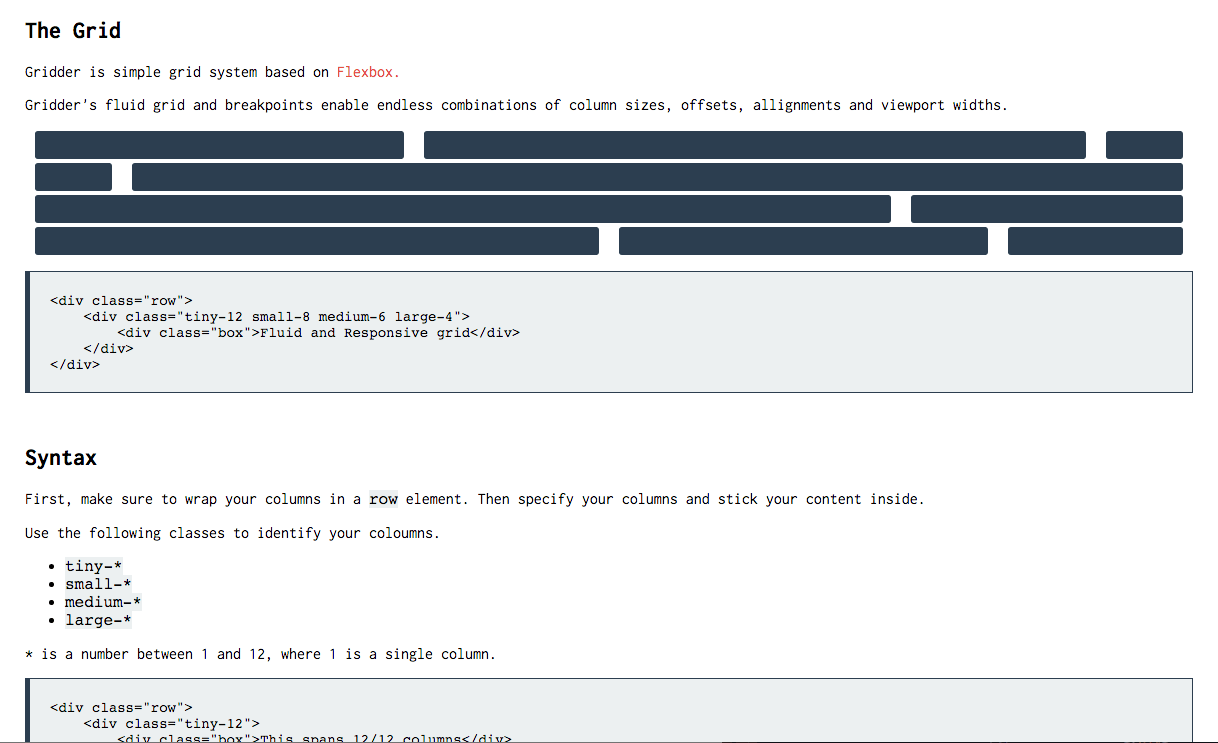 The Grid
Gridder is simple grid system based on Flexbox.
Gridder's fluid grid and breakpoints enable endless combinations of column sizes, offsets, allignments and viewport widths.
<div class="row">
    <div class="tiny-12 small-8 medium-6 large-4">
        <div class="box">Fluid and Responsive grid</div>
    </div>
</div>
Syntax
First, make sure to wrap your columns in a row element. Then specify your columns and stick your content inside.
Use the following classes to identify your coloumns.
• tiny-*
• small-*
• medium-*
• large-*
* is a number between 1 and 12, where 1 is a single column.
<div class="row">
    <div class="tiny-12">
        <div class="box">This spans 12/12 columns</div>